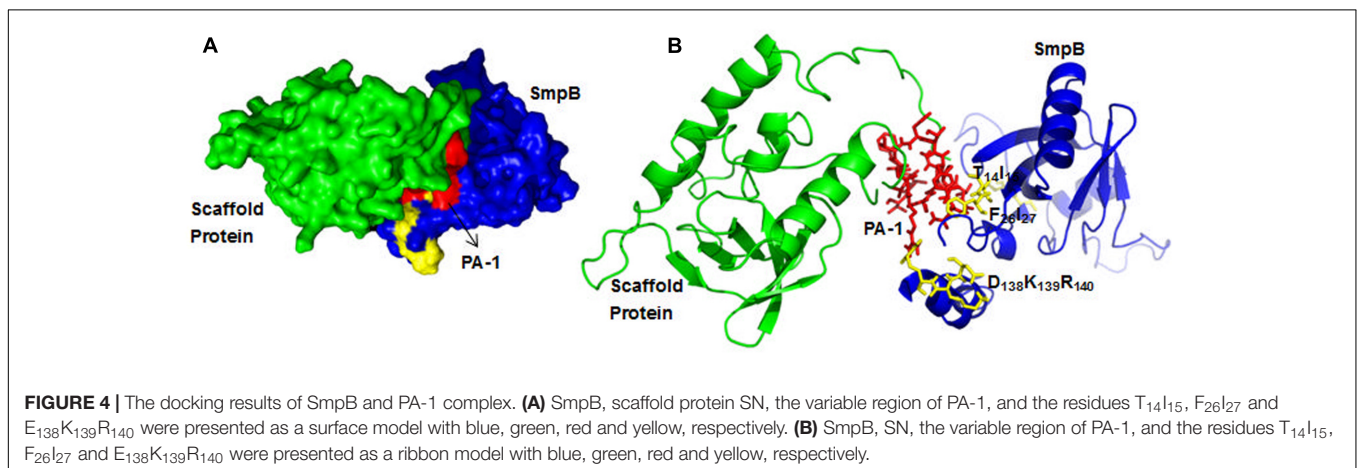 A
B
SmpB
SmpB
T₁₄I₁₅
F₂₆I₂₇
Scaffold
Protein
PA-1
PA-1
Scaffold
Protein
D₁₃₈K₁₃₉R₁₄₀
FIGURE 4 | The docking results of SmpB and PA-1 complex. (A) SmpB, scaffold protein SN, the variable region of PA-1, and the residues T₁₄I₁₅, F₂₆I₂₇ and
E₁₃₈K₁₃₉R₁₄₀ were presented as a surface model with blue, green, red and yellow, respectively. (B) SmpB, SN, the variable region of PA-1, and the residues T₁₄I₁₅,
F₂₆I₂₇ and E₁₃₈K₁₃₉R₁₄₀ were presented as a ribbon model with blue, green, red and yellow, respectively.